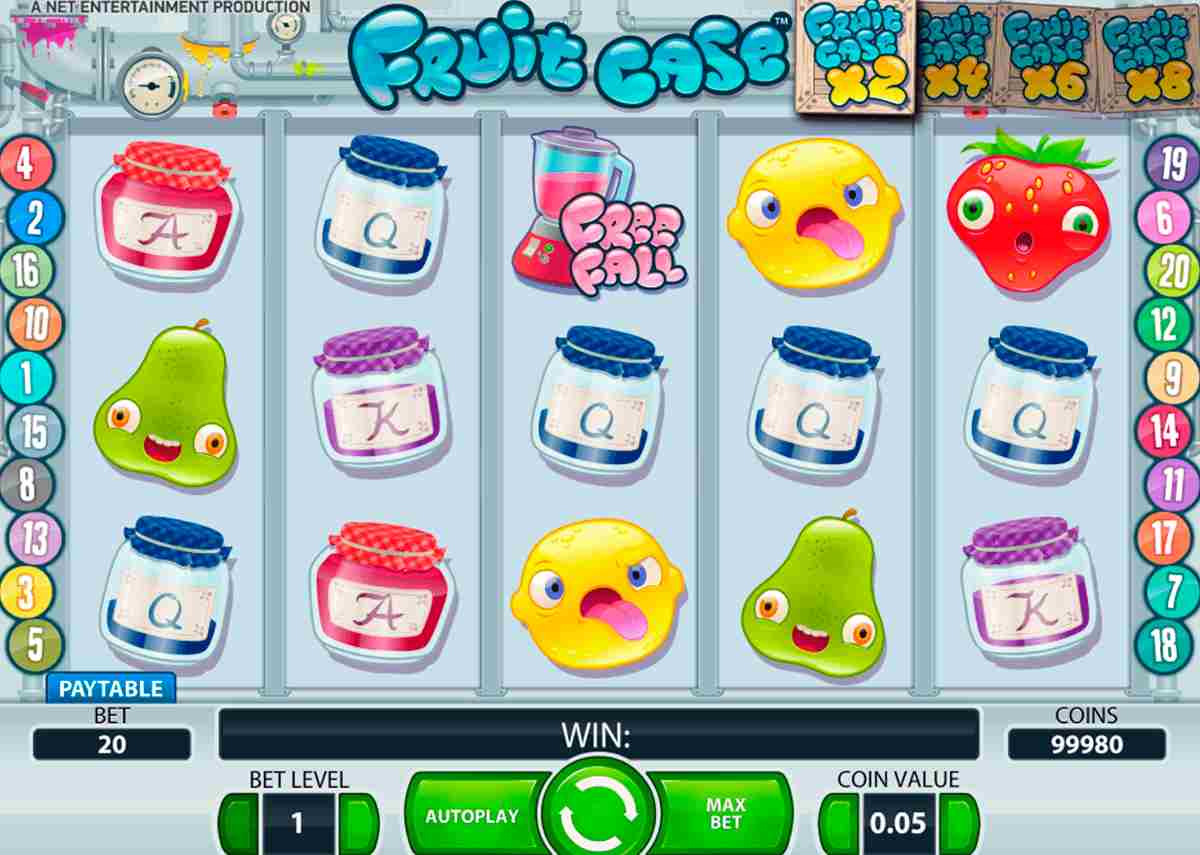 A NET ENTERTAINMENT PRODUCTION
FRUIT CASE™
FRUIT CASE X2
FRUIT CASE X4
FRUIT CASE X6
FRUIT CASE X8
4
2
16
10
1
15
8
13
3
5
A
Q
FREE
FALL
K
Q
Q
Q
Q
A
K
19
6
20
12
9
14
11
17
7
18
PAYTABLE
BET
20
WIN:
COINS
99980
BET LEVEL
1
AUTOPLAY
MAX
BET
COIN VALUE
0.05